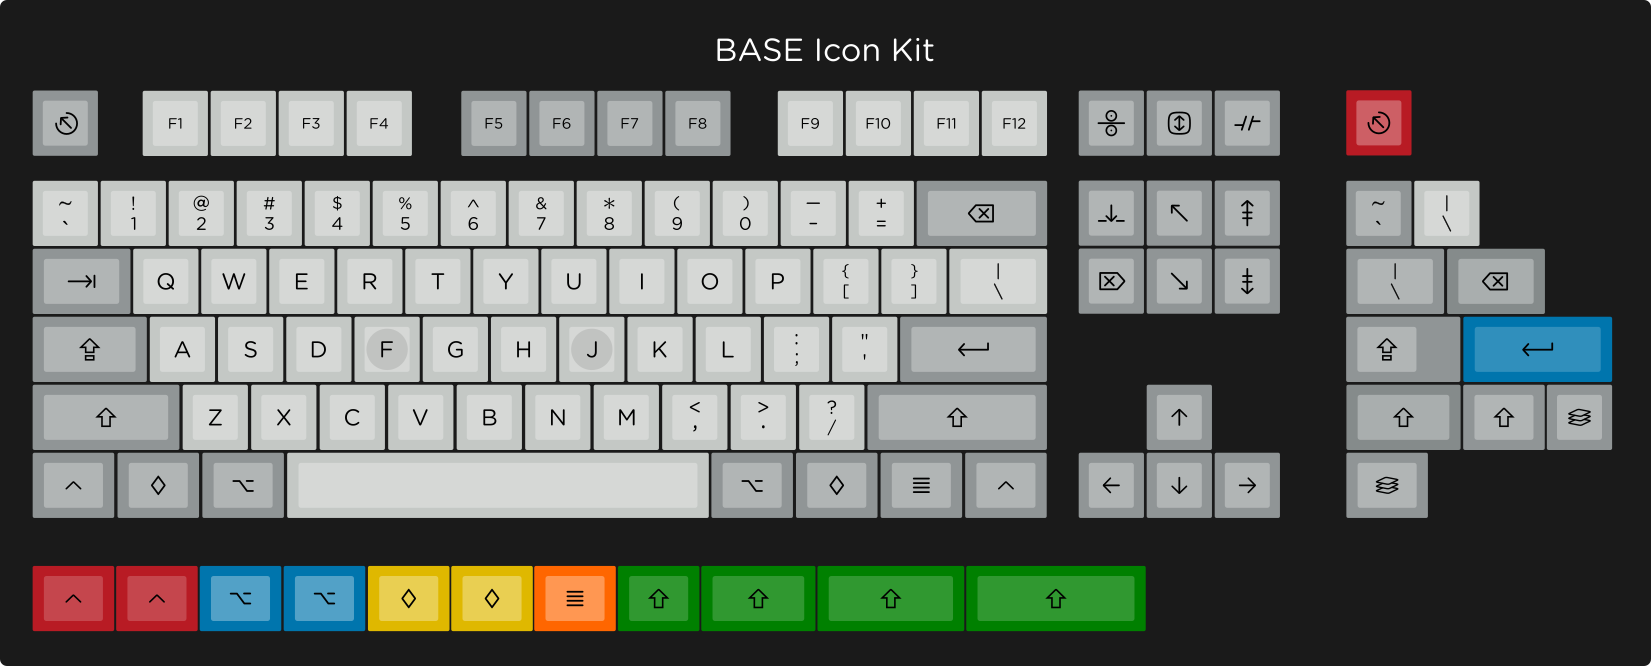 BASE Icon Kit
F1 F2 F3 F4 F5 F6 F7 F8 F9 F10 F11 F12
~ ! @ # $ % ^ & * ( ) — + ~ |
` 1 2 3 4 5 6 7 8 9 0 - = ` \
Q W E R T Y U I O P { } | |
[ ] \ \
A S D F G H J K L : "
; '
Z X C V B N M < > ?
, . /